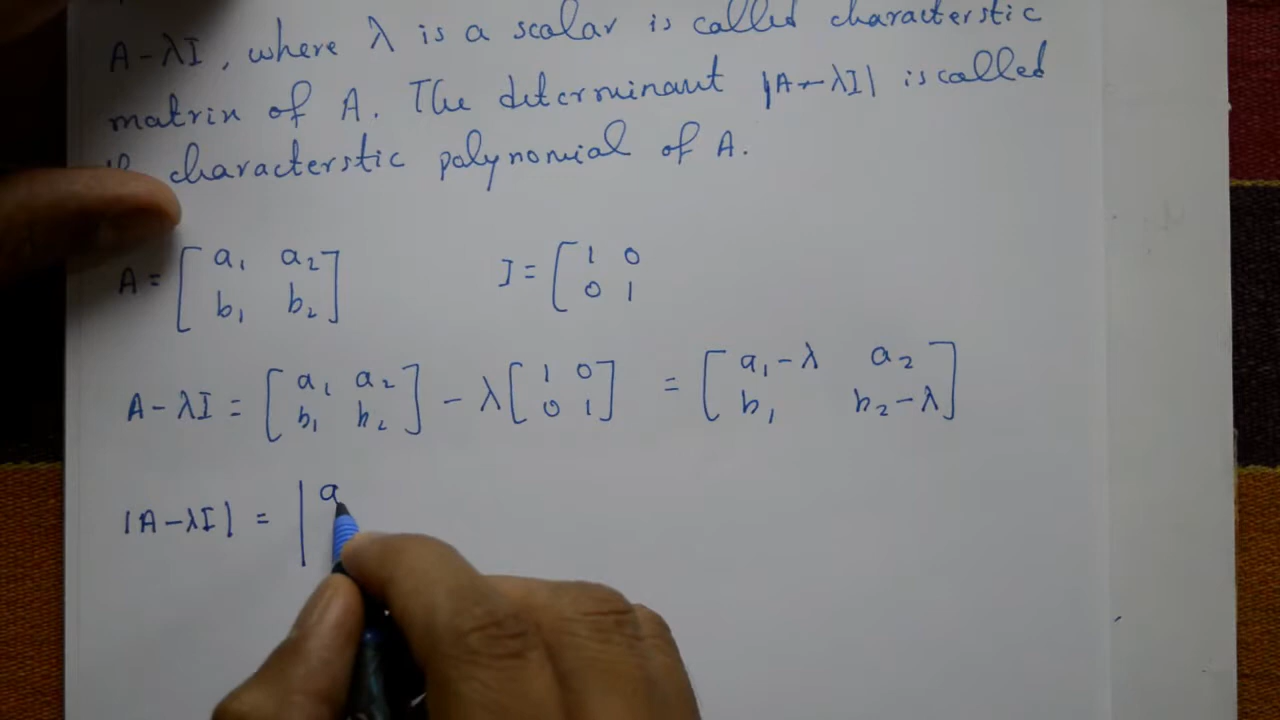 A-λI, where λ is a scalar is called characterstic
matrix of A. The determinant |A-λI| is called
characterstic polynomial of A.
A = [ a₁ a₂ ; b₁ b₂ ] I = [ 1 0 ; 0 1
A-λI = [ a₁ a₂ ; b₁ b₂ ] - λ [ 1 0 ; 0 1 ] = [ a₁-λ a₂ ; b₁ b₂-λ ]
|A-λI| = | a